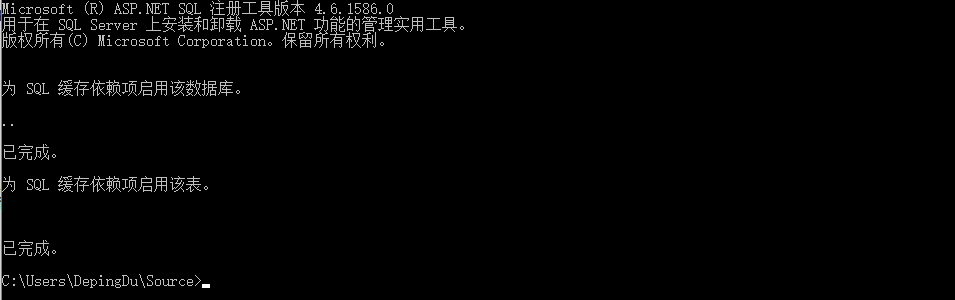 Microsoft (R) ASP.NET SQL 注册工具版本 4.6.1586.0
用于在 SQL Server 上安装和卸载 ASP.NET 功能的管理实用工具。
版权所有(C) Microsoft Corporation。保留所有权利。
为 SQL 缓存依赖项启用该数据库。
..
已完成。
为 SQL 缓存依赖项启用该表。
已完成。
C:\Users\DepingDu\Source>